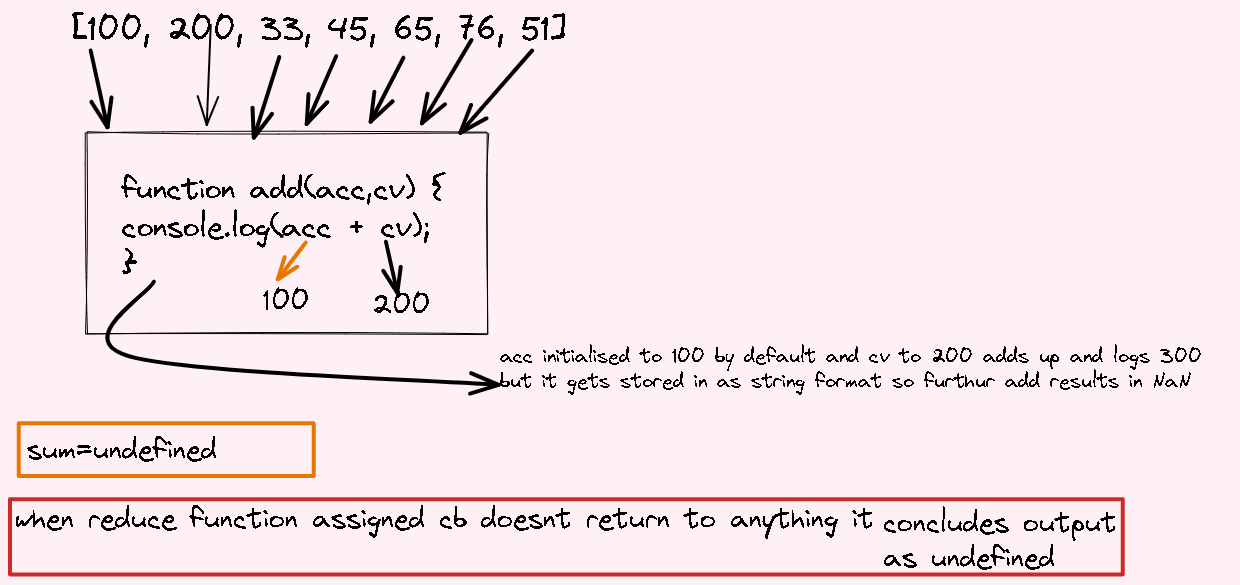 [100, 200, 33, 45, 65, 76, 51]
function add(acc,cv) {
console.log(acc + cv);
}
100 200
acc initialised to 100 by default and cv to 200 adds up and logs 300
but it gets stored in as string format so furthur add results in NaN
sum=undefined
when reduce function assigned cb doesnt return to anything it concludes output
as undefined